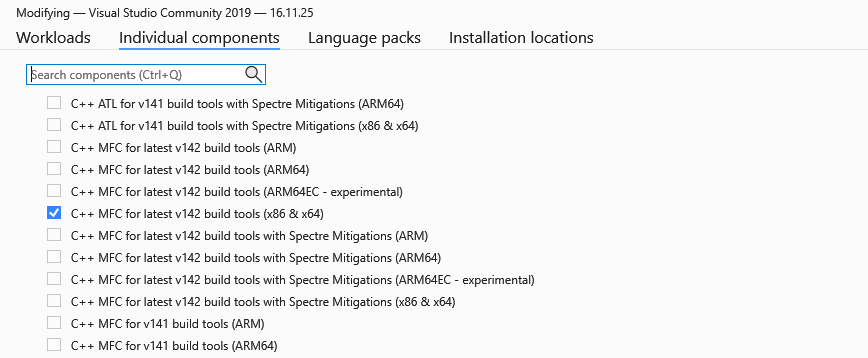 Modifying — Visual Studio Community 2019 — 16.11.25
Workloads Individual components Language packs Installation locations
Search components (Ctrl+Q)
C++ ATL for v141 build tools with Spectre Mitigations (ARM64)
C++ ATL for v141 build tools with Spectre Mitigations (x86 & x64)
C++ MFC for latest v142 build tools (ARM)
C++ MFC for latest v142 build tools (ARM64)
C++ MFC for latest v142 build tools (ARM64EC - experimental)
C++ MFC for latest v142 build tools (x86 & x64)
C++ MFC for latest v142 build tools with Spectre Mitigations (ARM)
C++ MFC for latest v142 build tools with Spectre Mitigations (ARM64)
C++ MFC for latest v142 build tools with Spectre Mitigations (ARM64EC - experimental)
C++ MFC for latest v142 build tools with Spectre Mitigations (x86 & x64)
C++ MFC for v141 build tools (ARM)
C++ MFC for v141 build tools (ARM64)